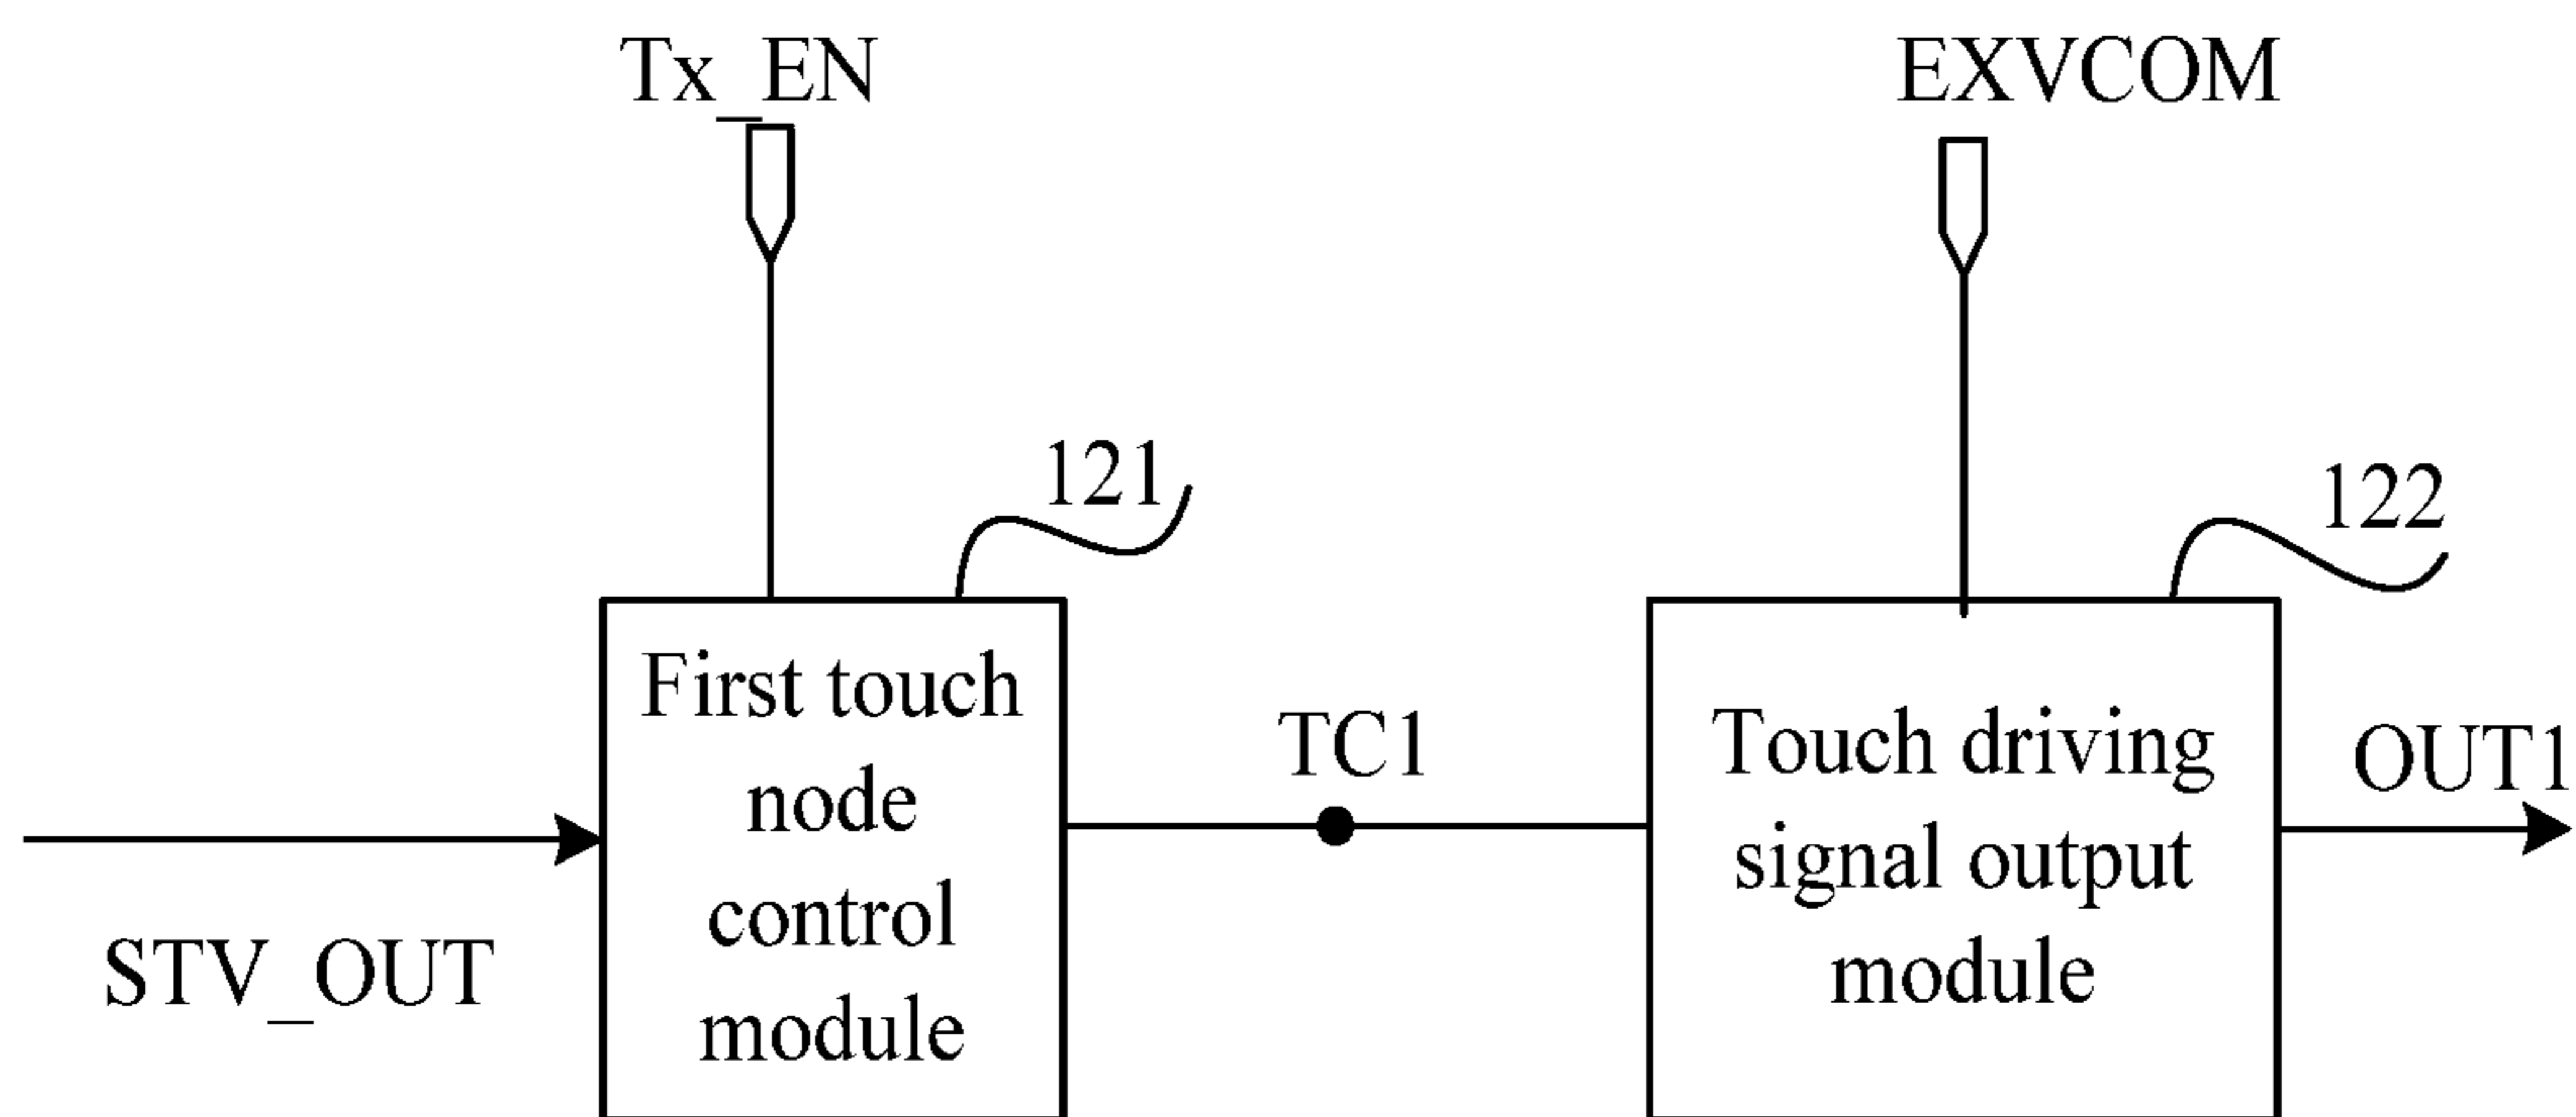 Tx_EN
EXVCOM
121
122
First touch
node
control
module
TC1
Touch driving
signal output
module
OUT1
STV_OUT